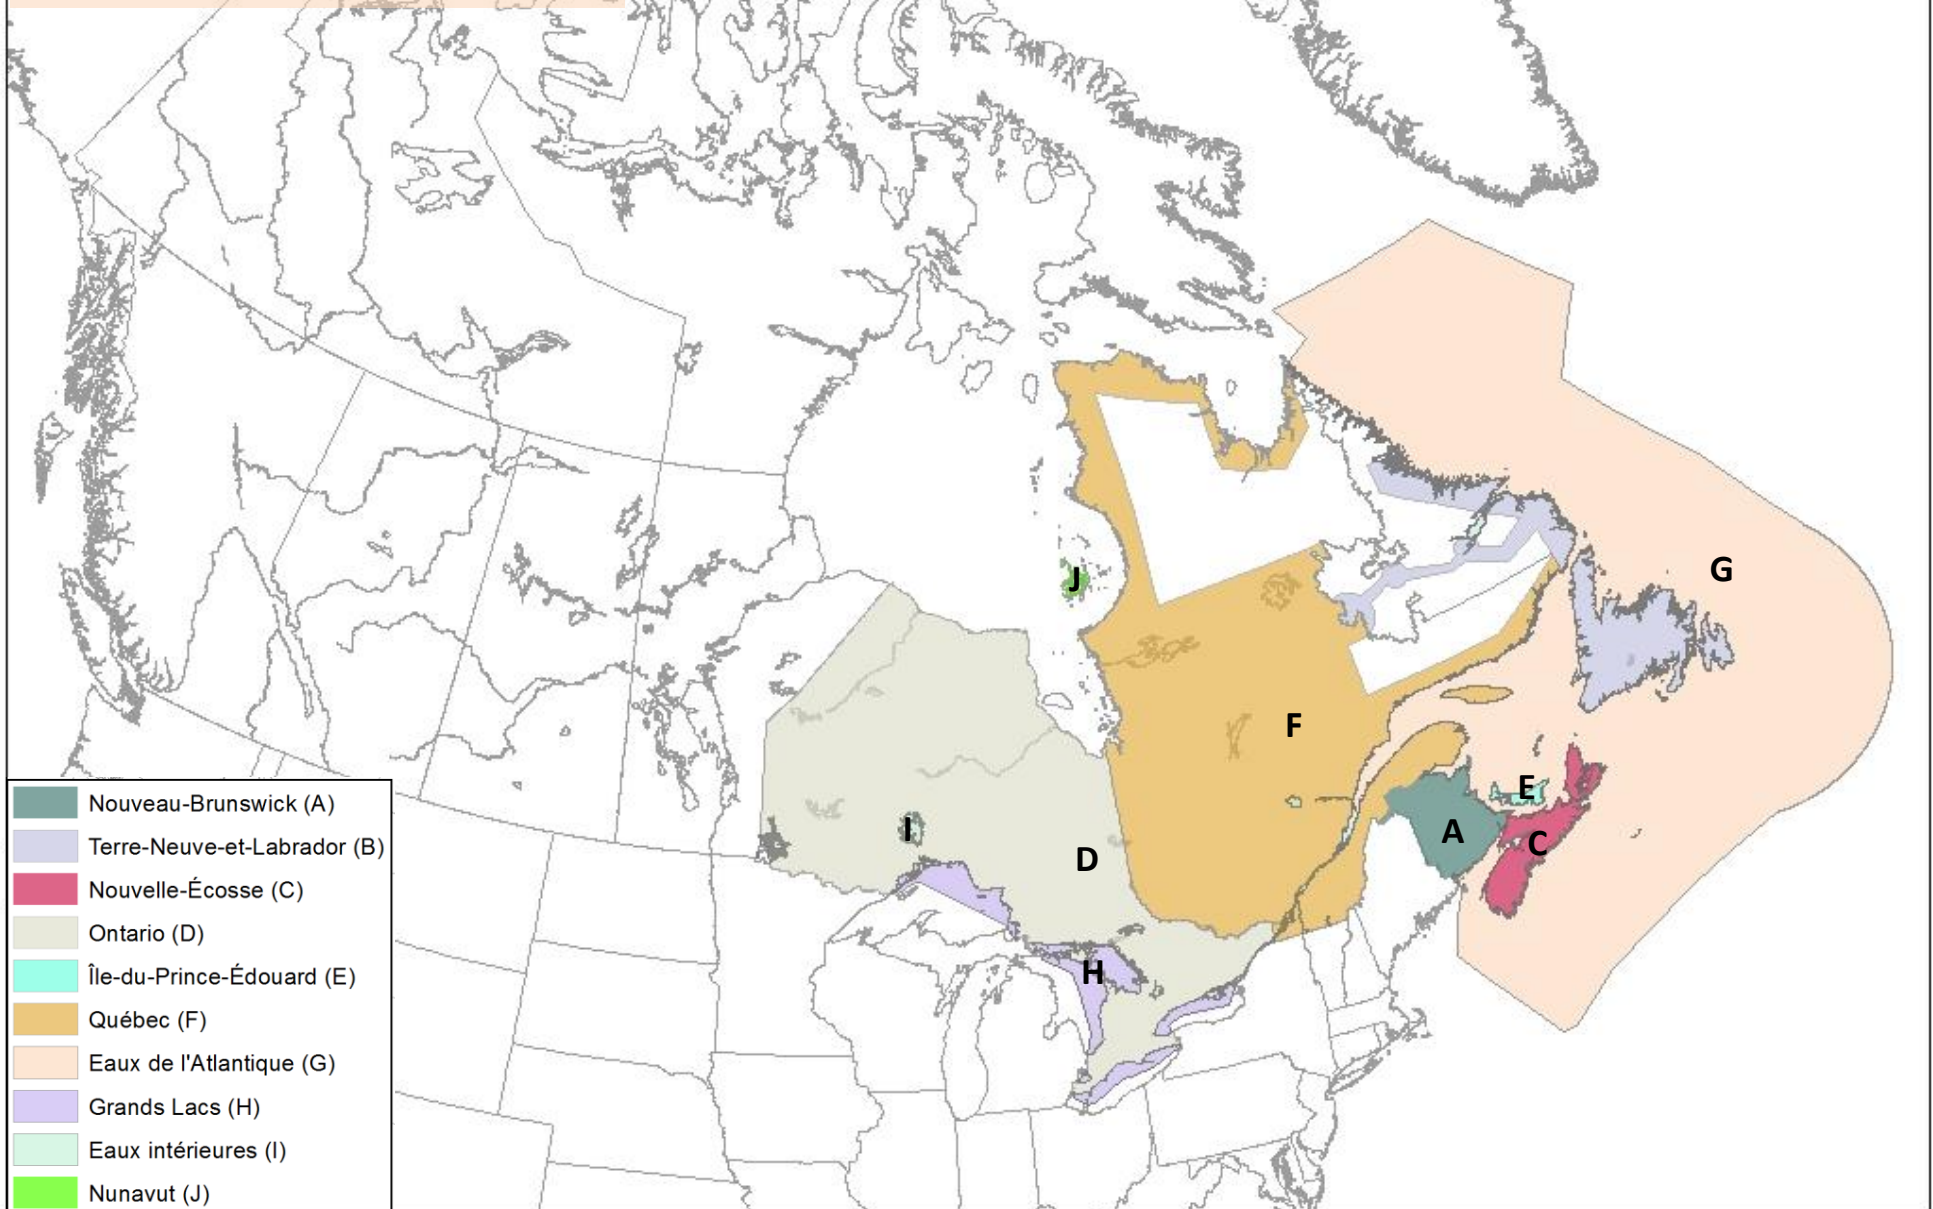 J
G
F
E
I
A
C
D
H
Nouveau-Brunswick (A)
Terre-Neuve-et-Labrador (B)
Nouvelle-Écosse (C)
Ontario (D)
Île-du-Prince-Édouard (E)
Québec (F)
Eaux de l'Atlantique (G)
Grands Lacs (H)
Eaux intérieures (I)
Nunavut (J)